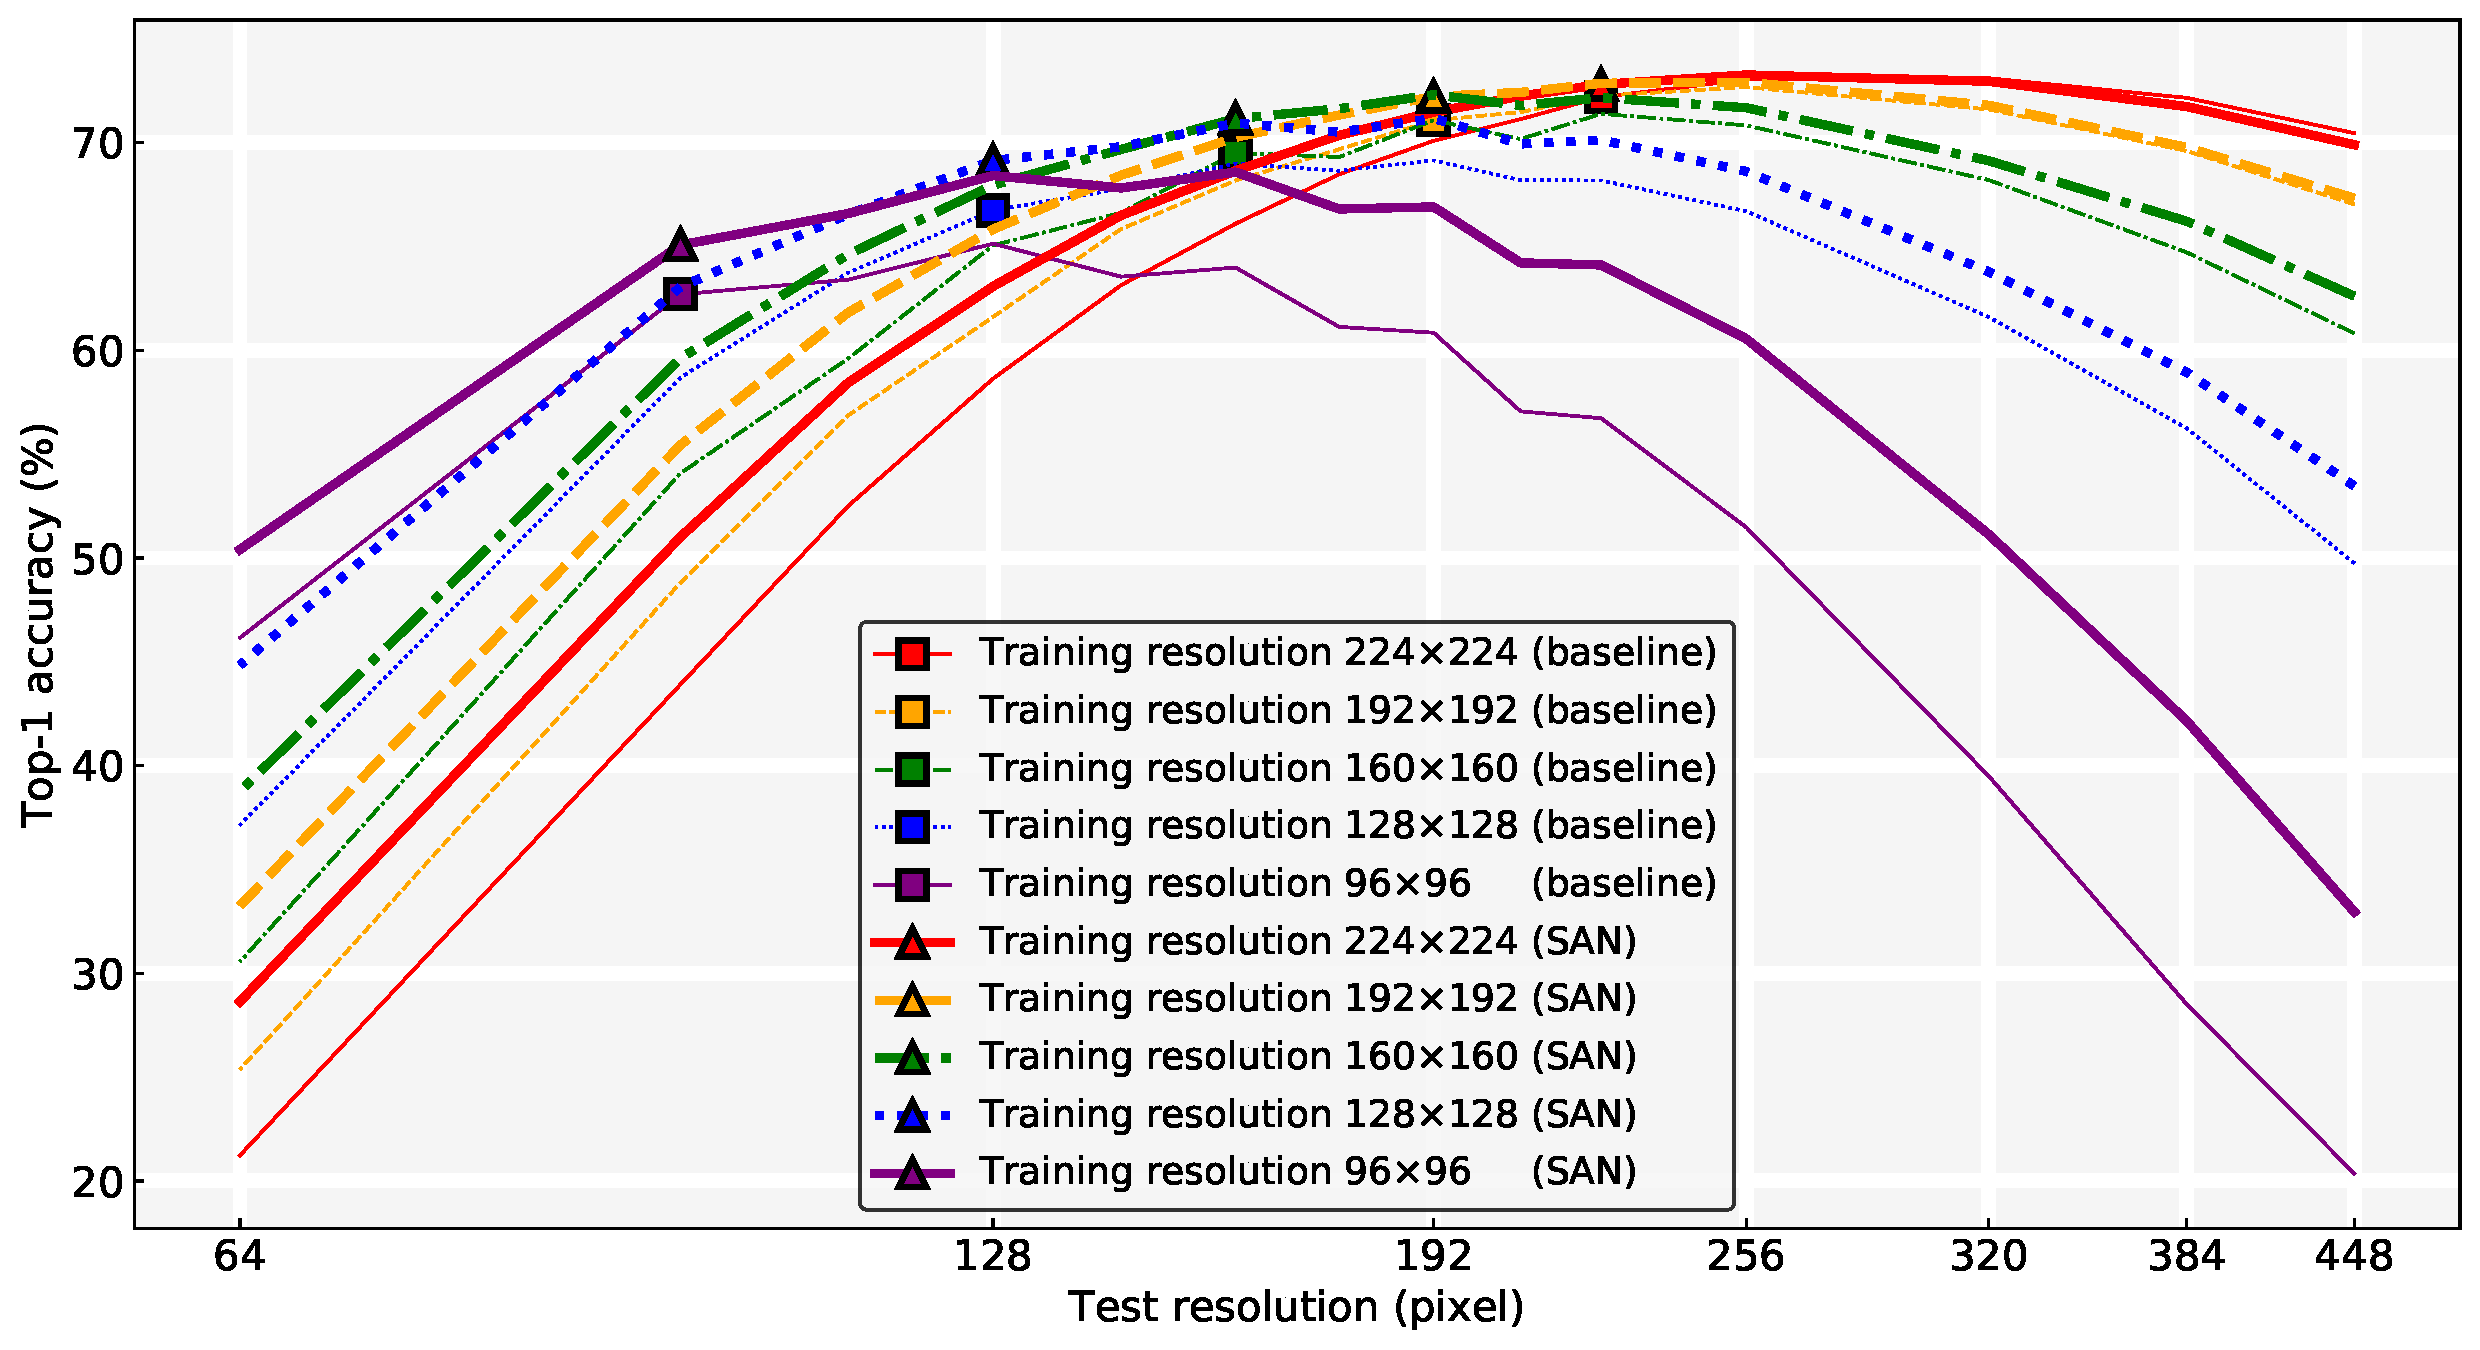 Top-1 accuracy (%)
70
60
50
40
30
20
Training resolution 224×224 (baseline)
Training resolution 192×192 (baseline)
Training resolution 160×160 (baseline)
Training resolution 128×128 (baseline)
Training resolution 96×96 (baseline)
Training resolution 224×224 (SAN)
Training resolution 192×192 (SAN)
Training resolution 160×160 (SAN)
Training resolution 128×128 (SAN)
Training resolution 96×96 (SAN)
64 128 192 256 320 384 448
Test resolution (pixel)